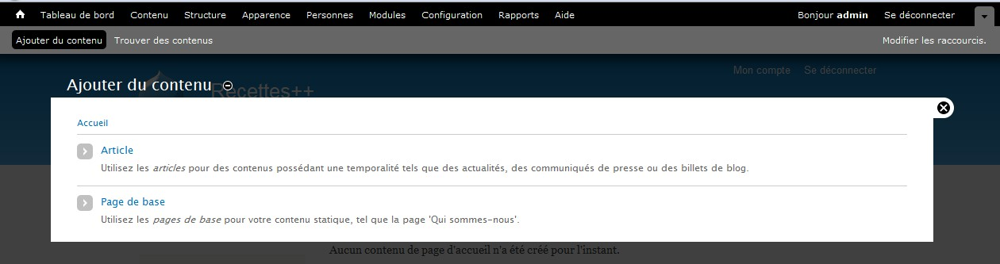 Tableau de bord Contenu Structure Apparence Personnes Modules Configuration Rapports Aide Bonjour admin Se déconnecter
Ajouter du contenu Trouver des contenus Modifier les raccourcis.
Mon compte Se déconnecter
Ajouter du contenu
Recettes++
Accueil
Article
Utilisez les articles pour des contenus possédant une temporalité tels que des actualités, des communiqués de presse ou des billets de blog.
Page de base
Utilisez les pages de base pour votre contenu statique, tel que la page 'Qui sommes-nous'.
Aucun contenu de page d'accueil n'a été créé pour l'instant.